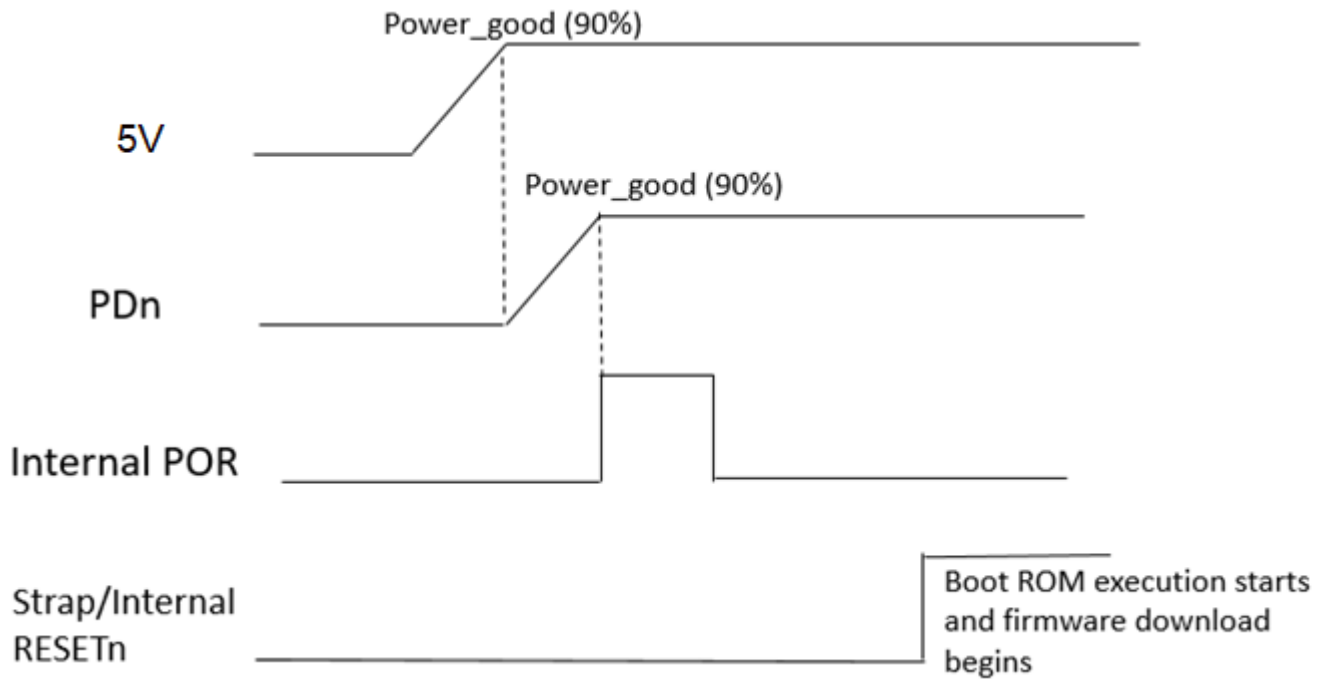 Power_good (90%)
5V
Power_good (90%)
PDn
Internal POR
Strap/Internal
RESETn
Boot ROM execution starts
and firmware download
begins